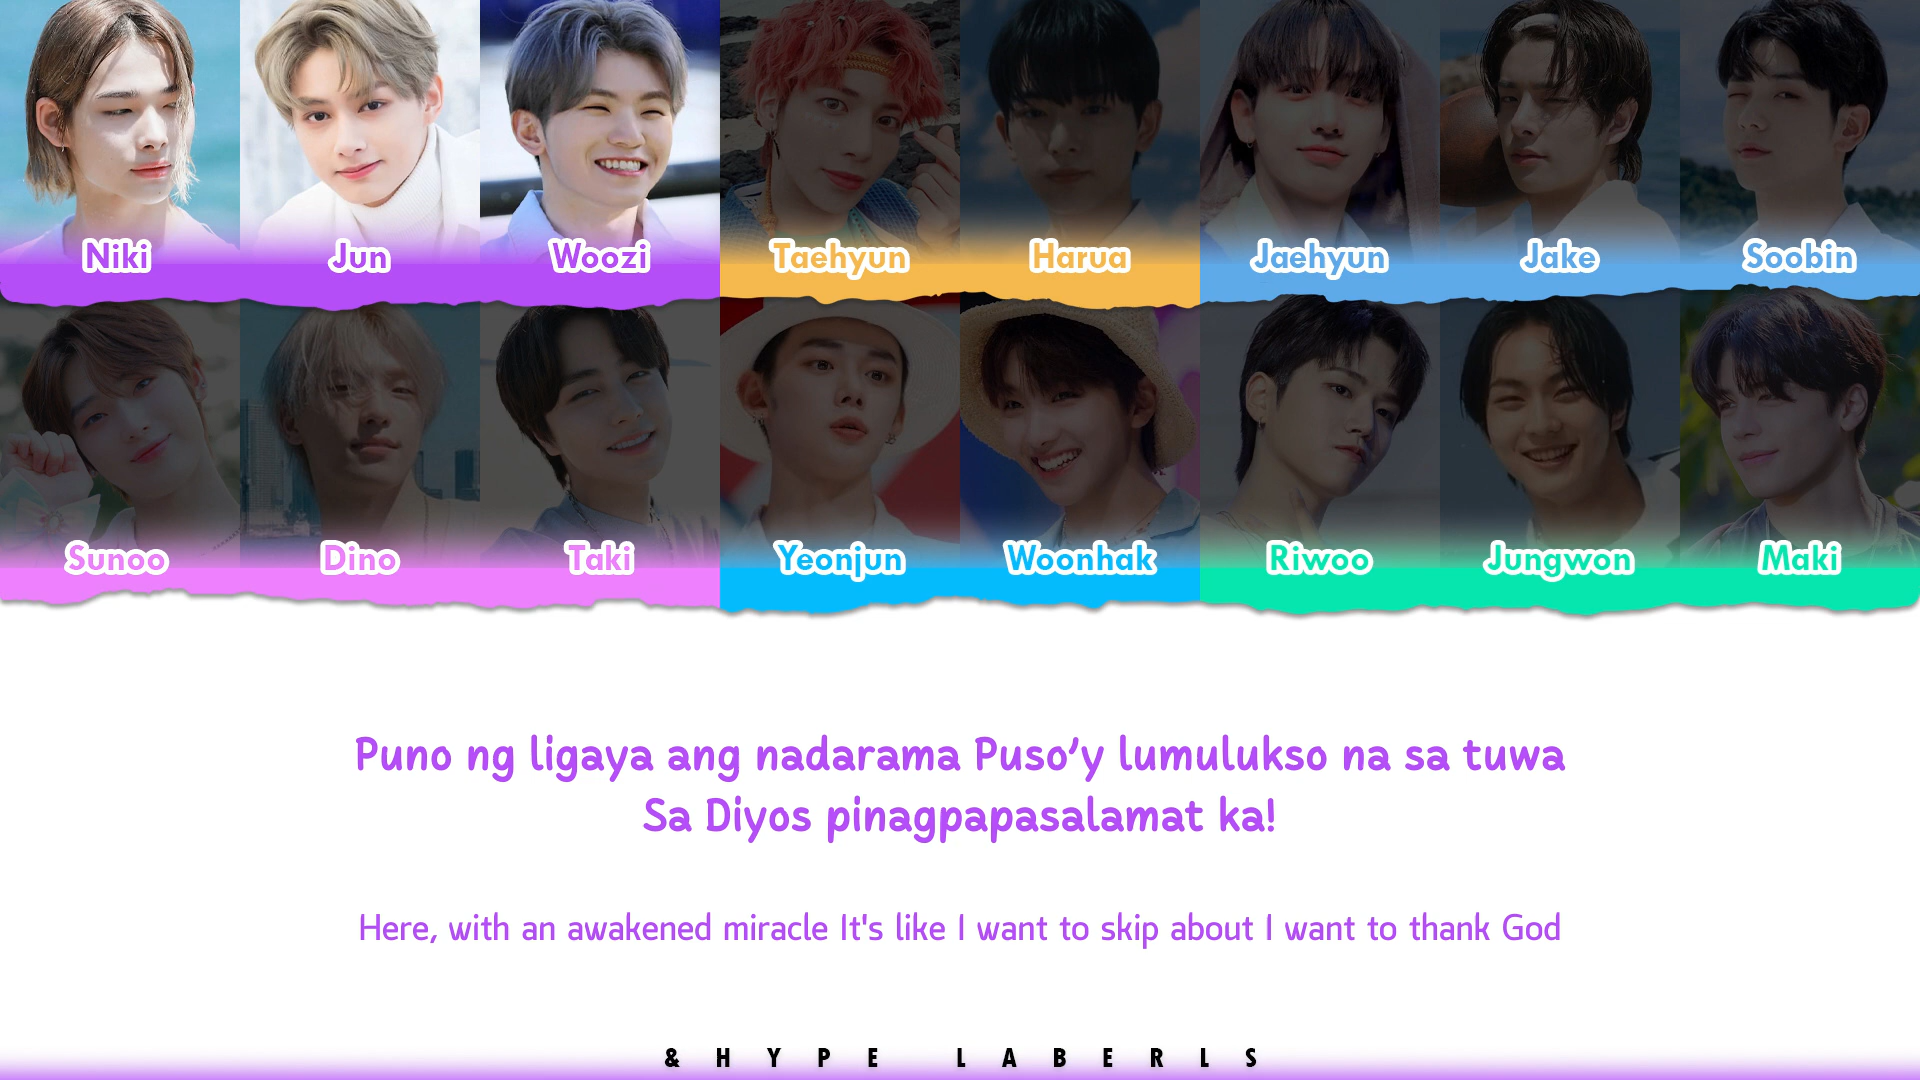 Niki Jun Woozi Taehyun Harua Jaehyun Jake Soobin
Sunoo Dino Taki Yeonjun Woonhak Riwoo Jungwon Maki
Puno ng ligaya ang nadarama Puso’y lumulukso na sa tuwa
Sa Diyos pinagpapasalamat ka!
Here, with an awakened miracle It's like I want to skip about I want to thank God
&HYPE LABERLS